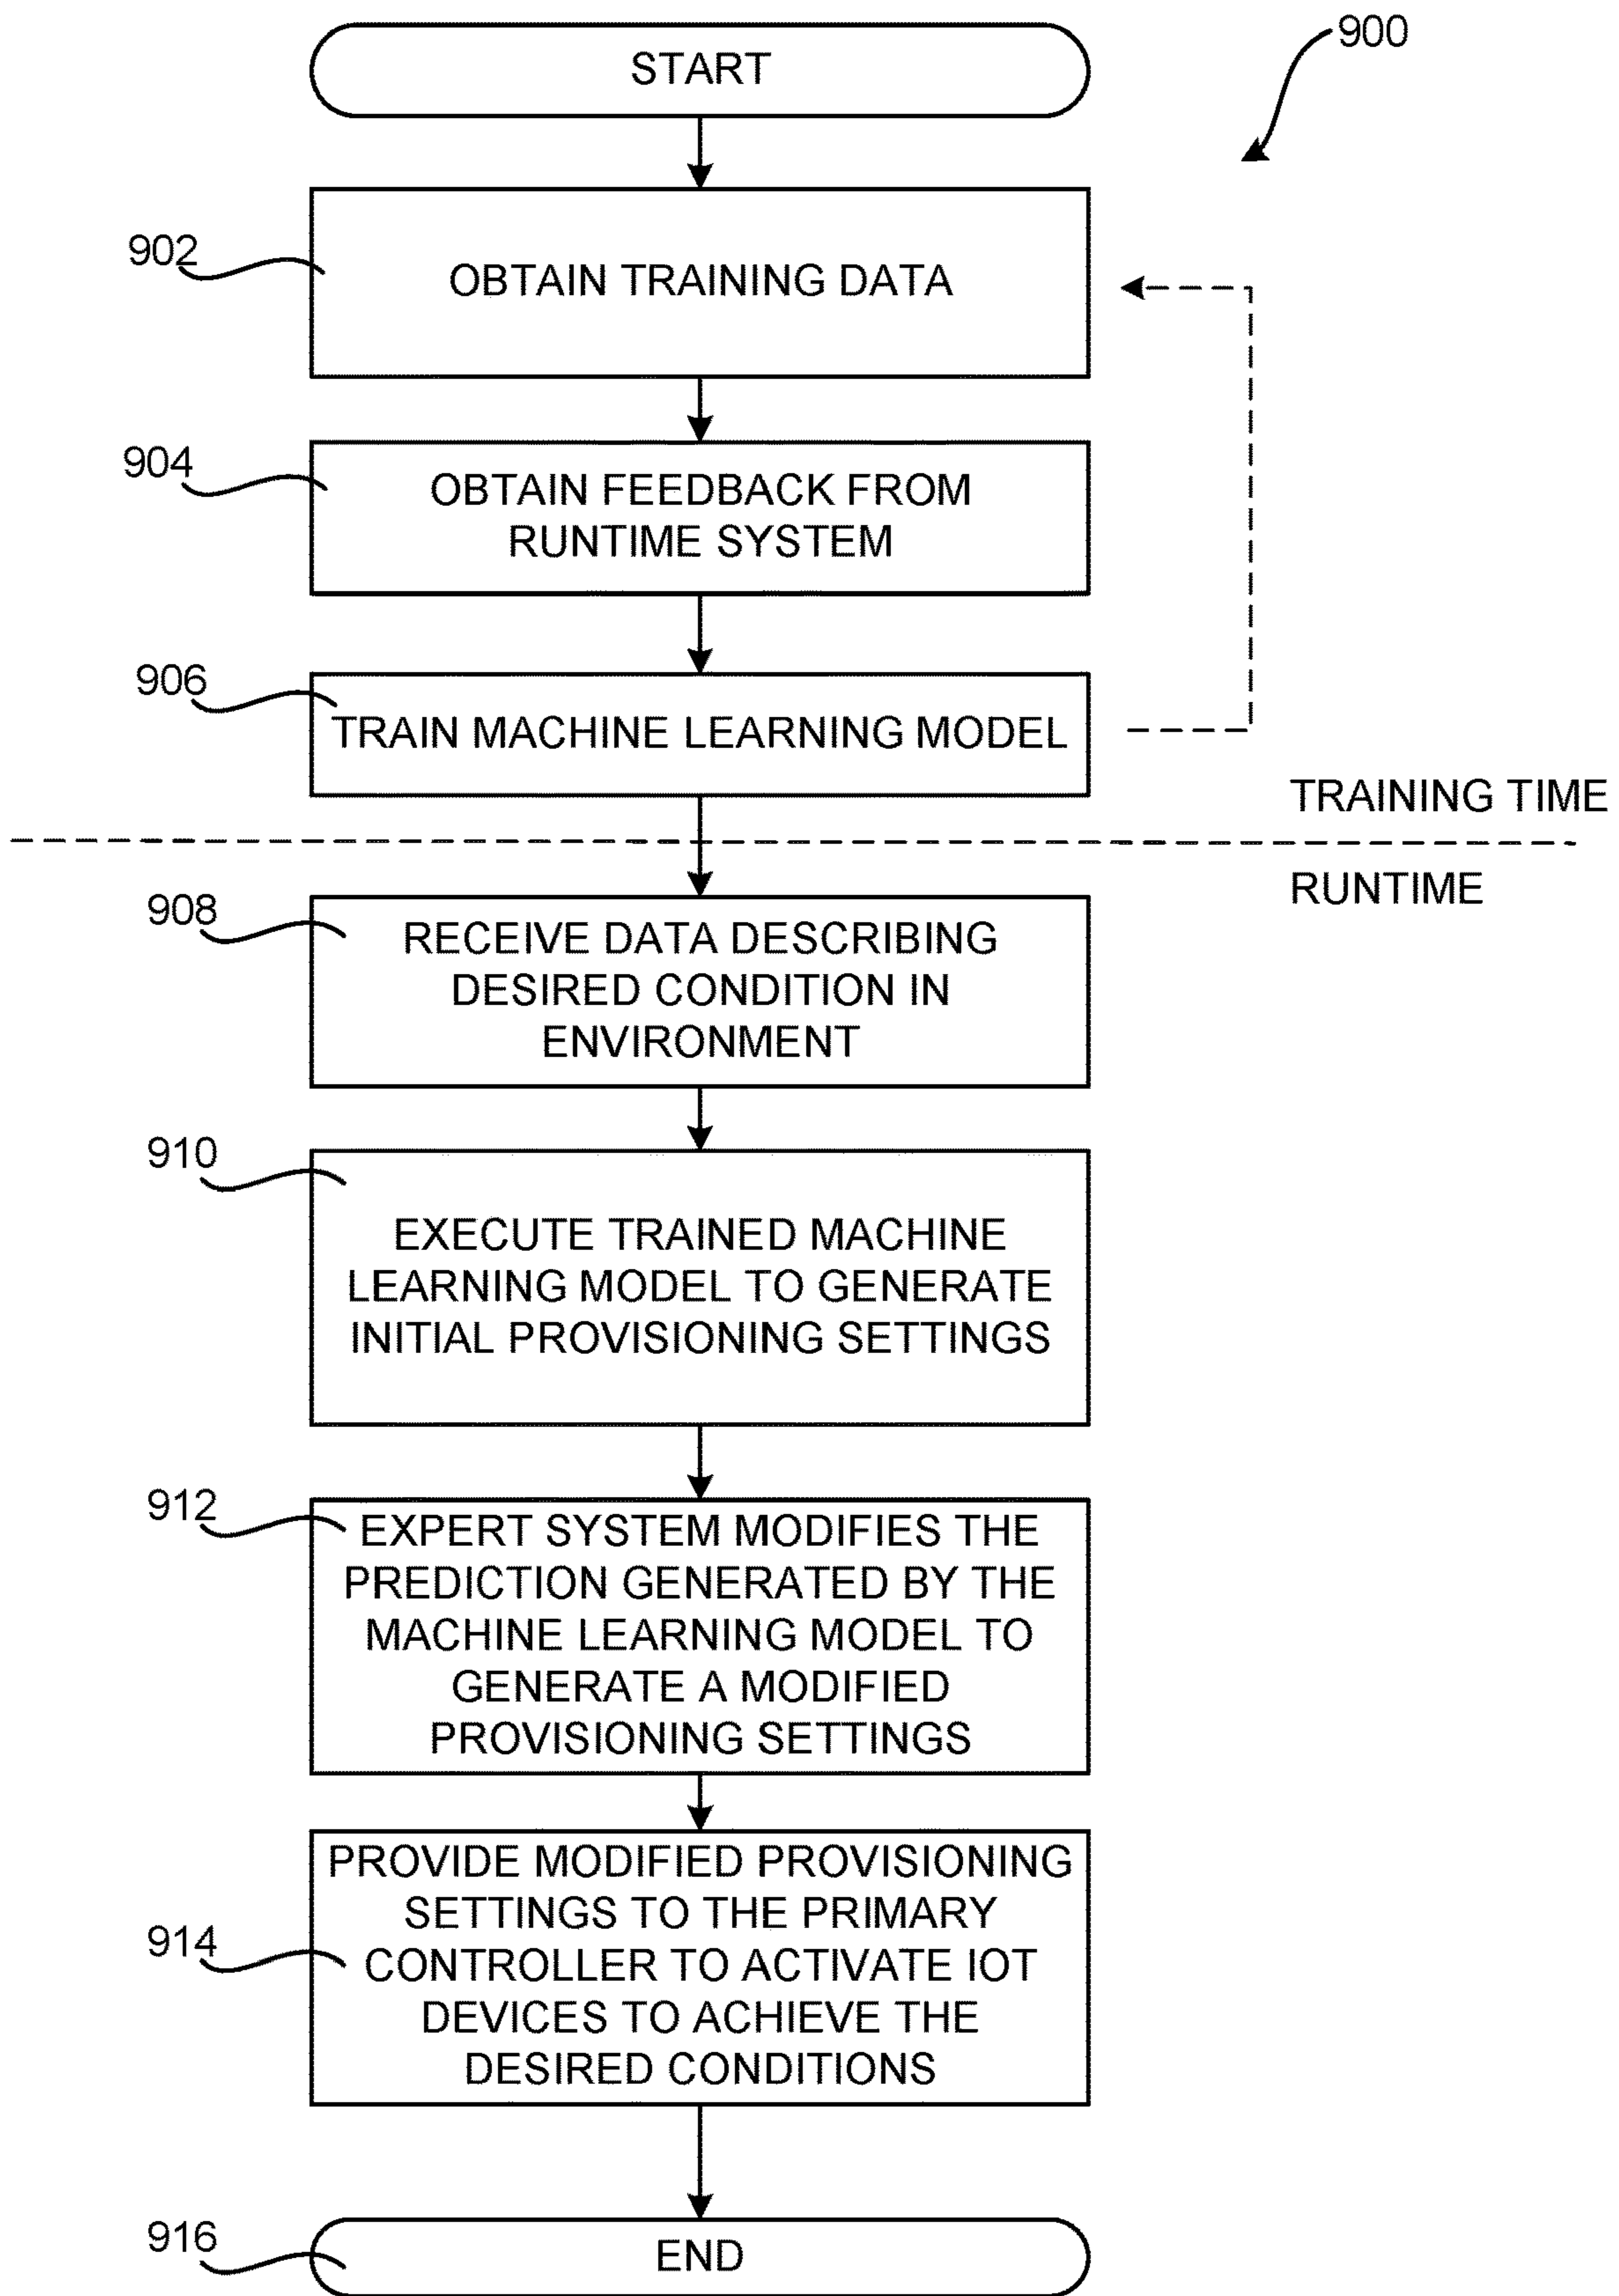 START
900
902
OBTAIN TRAINING DATA
904
OBTAIN FEEDBACK FROM
RUNTIME SYSTEM
906
TRAIN MACHINE LEARNING MODEL
TRAINING TIME
RUNTIME
908
RECEIVE DATA DESCRIBING
DESIRED CONDITION IN
ENVIRONMENT
910
EXECUTE TRAINED MACHINE
LEARNING MODEL TO GENERATE
INITIAL PROVISIONING SETTINGS
912
EXPERT SYSTEM MODIFIES THE
PREDICTION GENERATED BY THE
MACHINE LEARNING MODEL TO
GENERATE A MODIFIED
PROVISIONING SETTINGS
914
PROVIDE MODIFIED PROVISIONING
SETTINGS TO THE PRIMARY
CONTROLLER TO ACTIVATE IOT
DEVICES TO ACHIEVE THE
DESIRED CONDITIONS
916
END